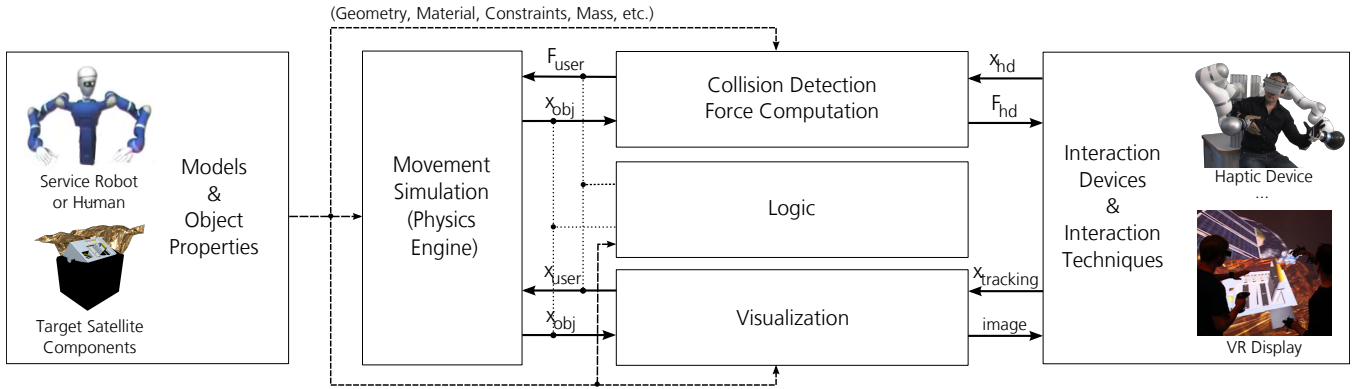 (Geometry, Material, Constraints, Mass, etc.)
Service Robot
or Human
Target Satellite
Components
Models
&
Object
Properties
Movement
Simulation
(Physics
Engine)
F_user
x_obj
x_user
x_obj
Collision Detection
Force Computation
Logic
Visualization
x_hd
F_hd
x_tracking
image
Interaction
Devices
&
Interaction
Techniques
Haptic Device
...
VR Display